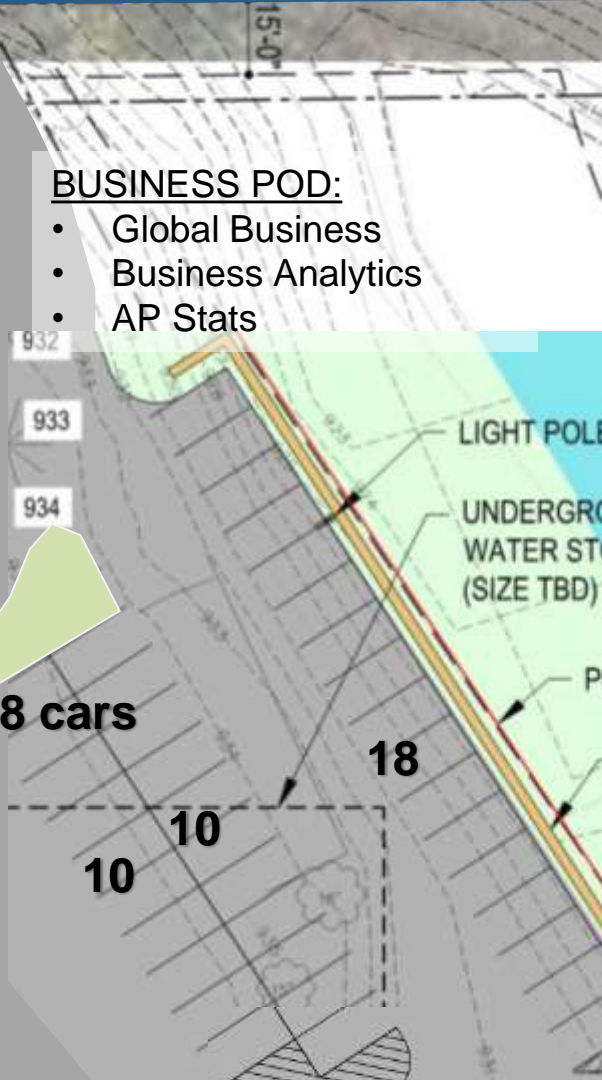 15'-0"
BUSINESS POD:
• Global Business
• Business Analytics
• AP Stats
932
933
LIGHT POLE
934
UNDERGRO
WATER STO
(SIZE TBD)
P
8 cars
18
10
10